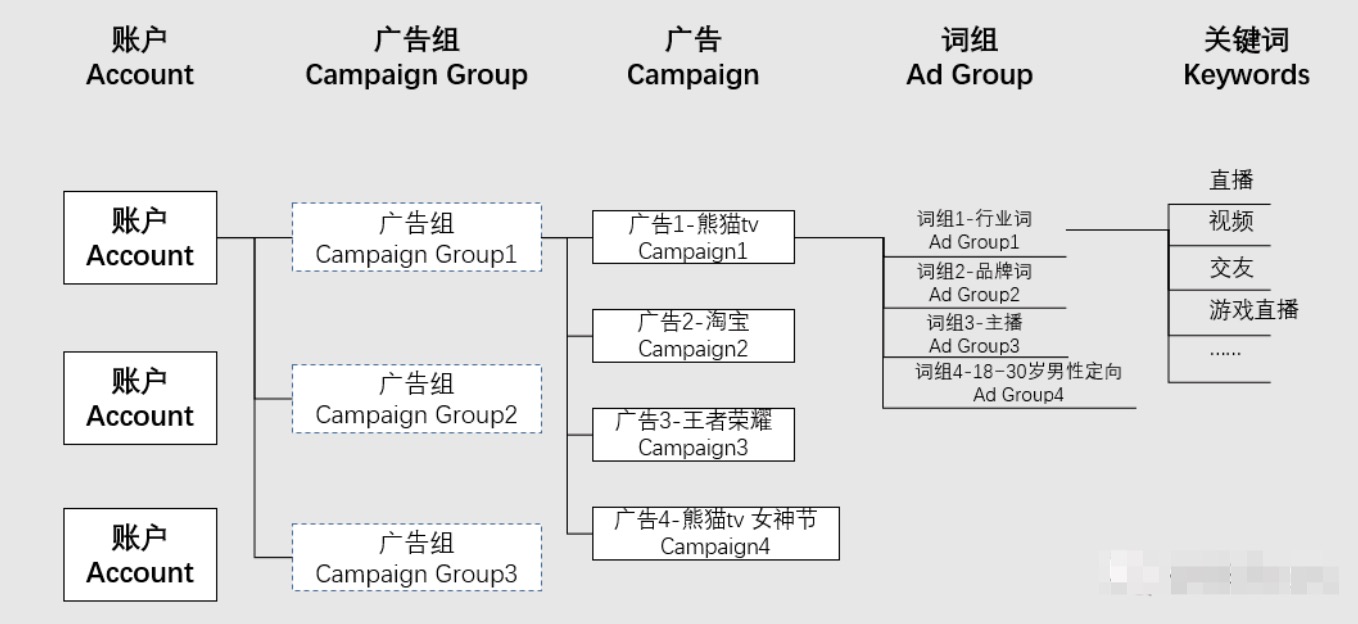 账户
Account
广告组
Campaign Group
广告
Campaign
词组
Ad Group
关键词
Keywords
账户
Account
账户
Account
账户
Account
广告组
Campaign Group1
广告组
Campaign Group2
广告组
Campaign Group3
广告1-熊猫tv
Campaign1
广告2-淘宝
Campaign2
广告3-王者荣耀
Campaign3
广告4-熊猫tv 女神节
Campaign4
词组1-行业词
Ad Group1
词组2-品牌词
Ad Group2
词组3-主播
Ad Group3
词组4-18-30岁男性定向
Ad Group4
直播
视频
交友
游戏直播
……